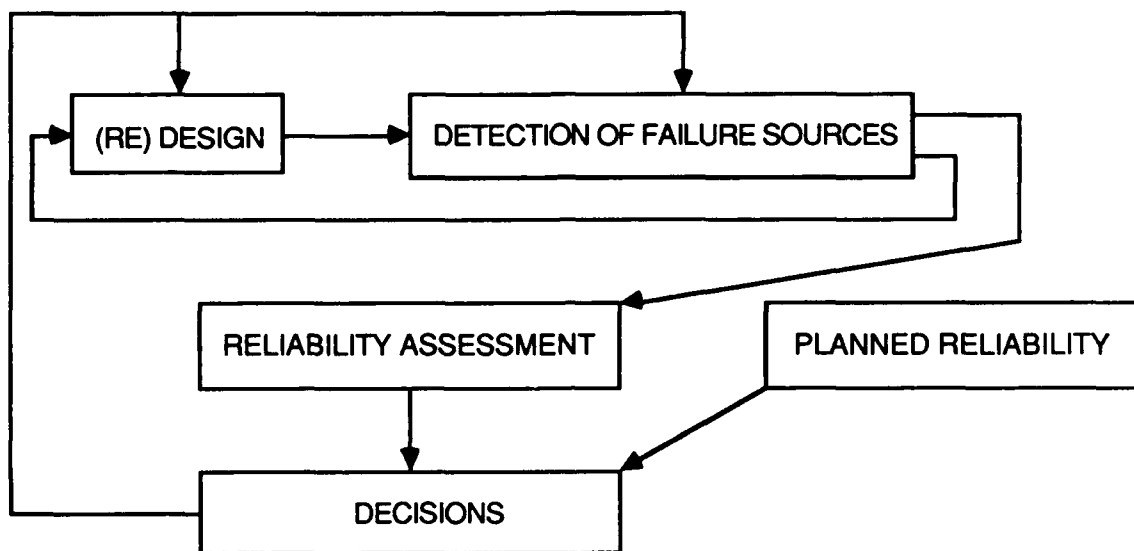 (RE) DESIGN
DETECTION OF FAILURE SOURCES
RELIABILITY ASSESSMENT
PLANNED RELIABILITY
DECISIONS